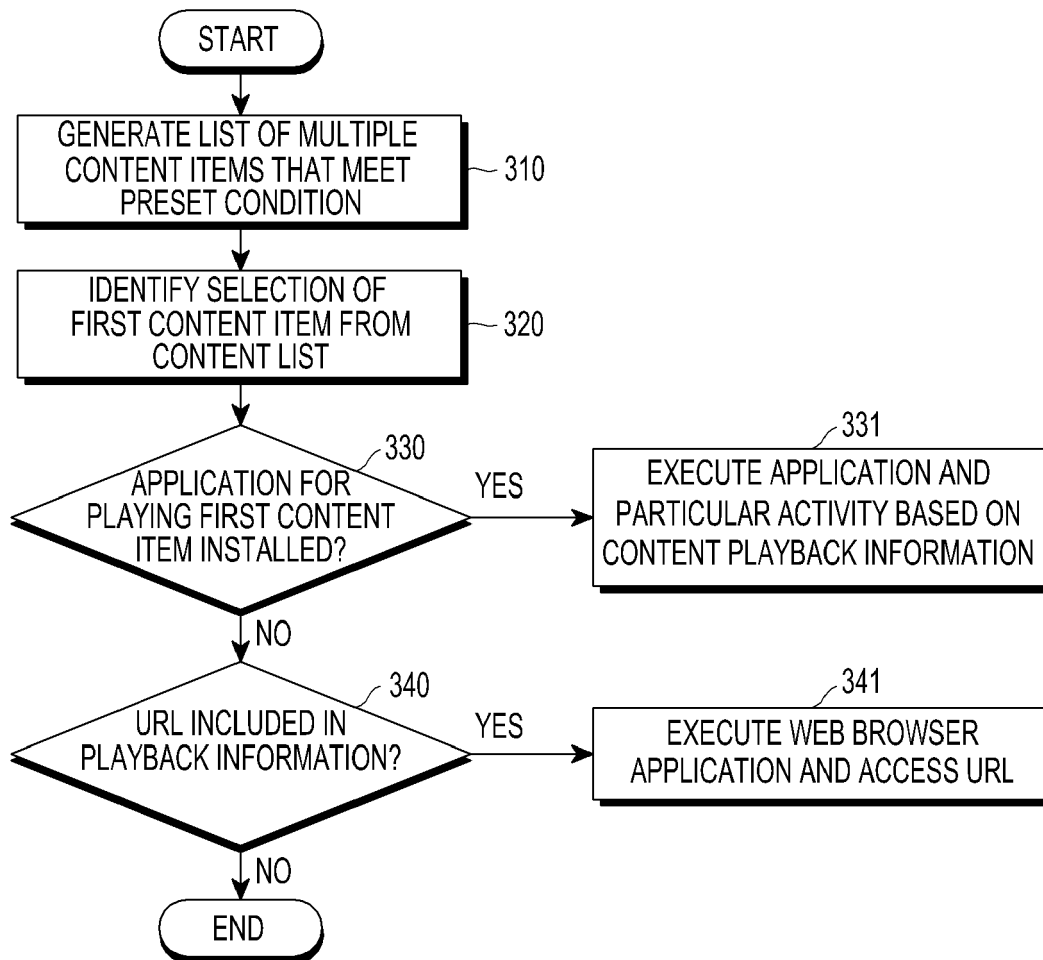 START
GENERATE LIST OF MULTIPLE
CONTENT ITEMS THAT MEET
PRESET CONDITION
310
IDENTIFY SELECTION OF
FIRST CONTENT ITEM FROM
CONTENT LIST
320
330
APPLICATION FOR
PLAYING FIRST CONTENT
ITEM INSTALLED?
YES
331
EXECUTE APPLICATION AND
PARTICULAR ACTIVITY BASED ON
CONTENT PLAYBACK INFORMATION
NO
340
URL INCLUDED IN
PLAYBACK INFORMATION?
YES
341
EXECUTE WEB BROWSER
APPLICATION AND ACCESS URL
NO
END